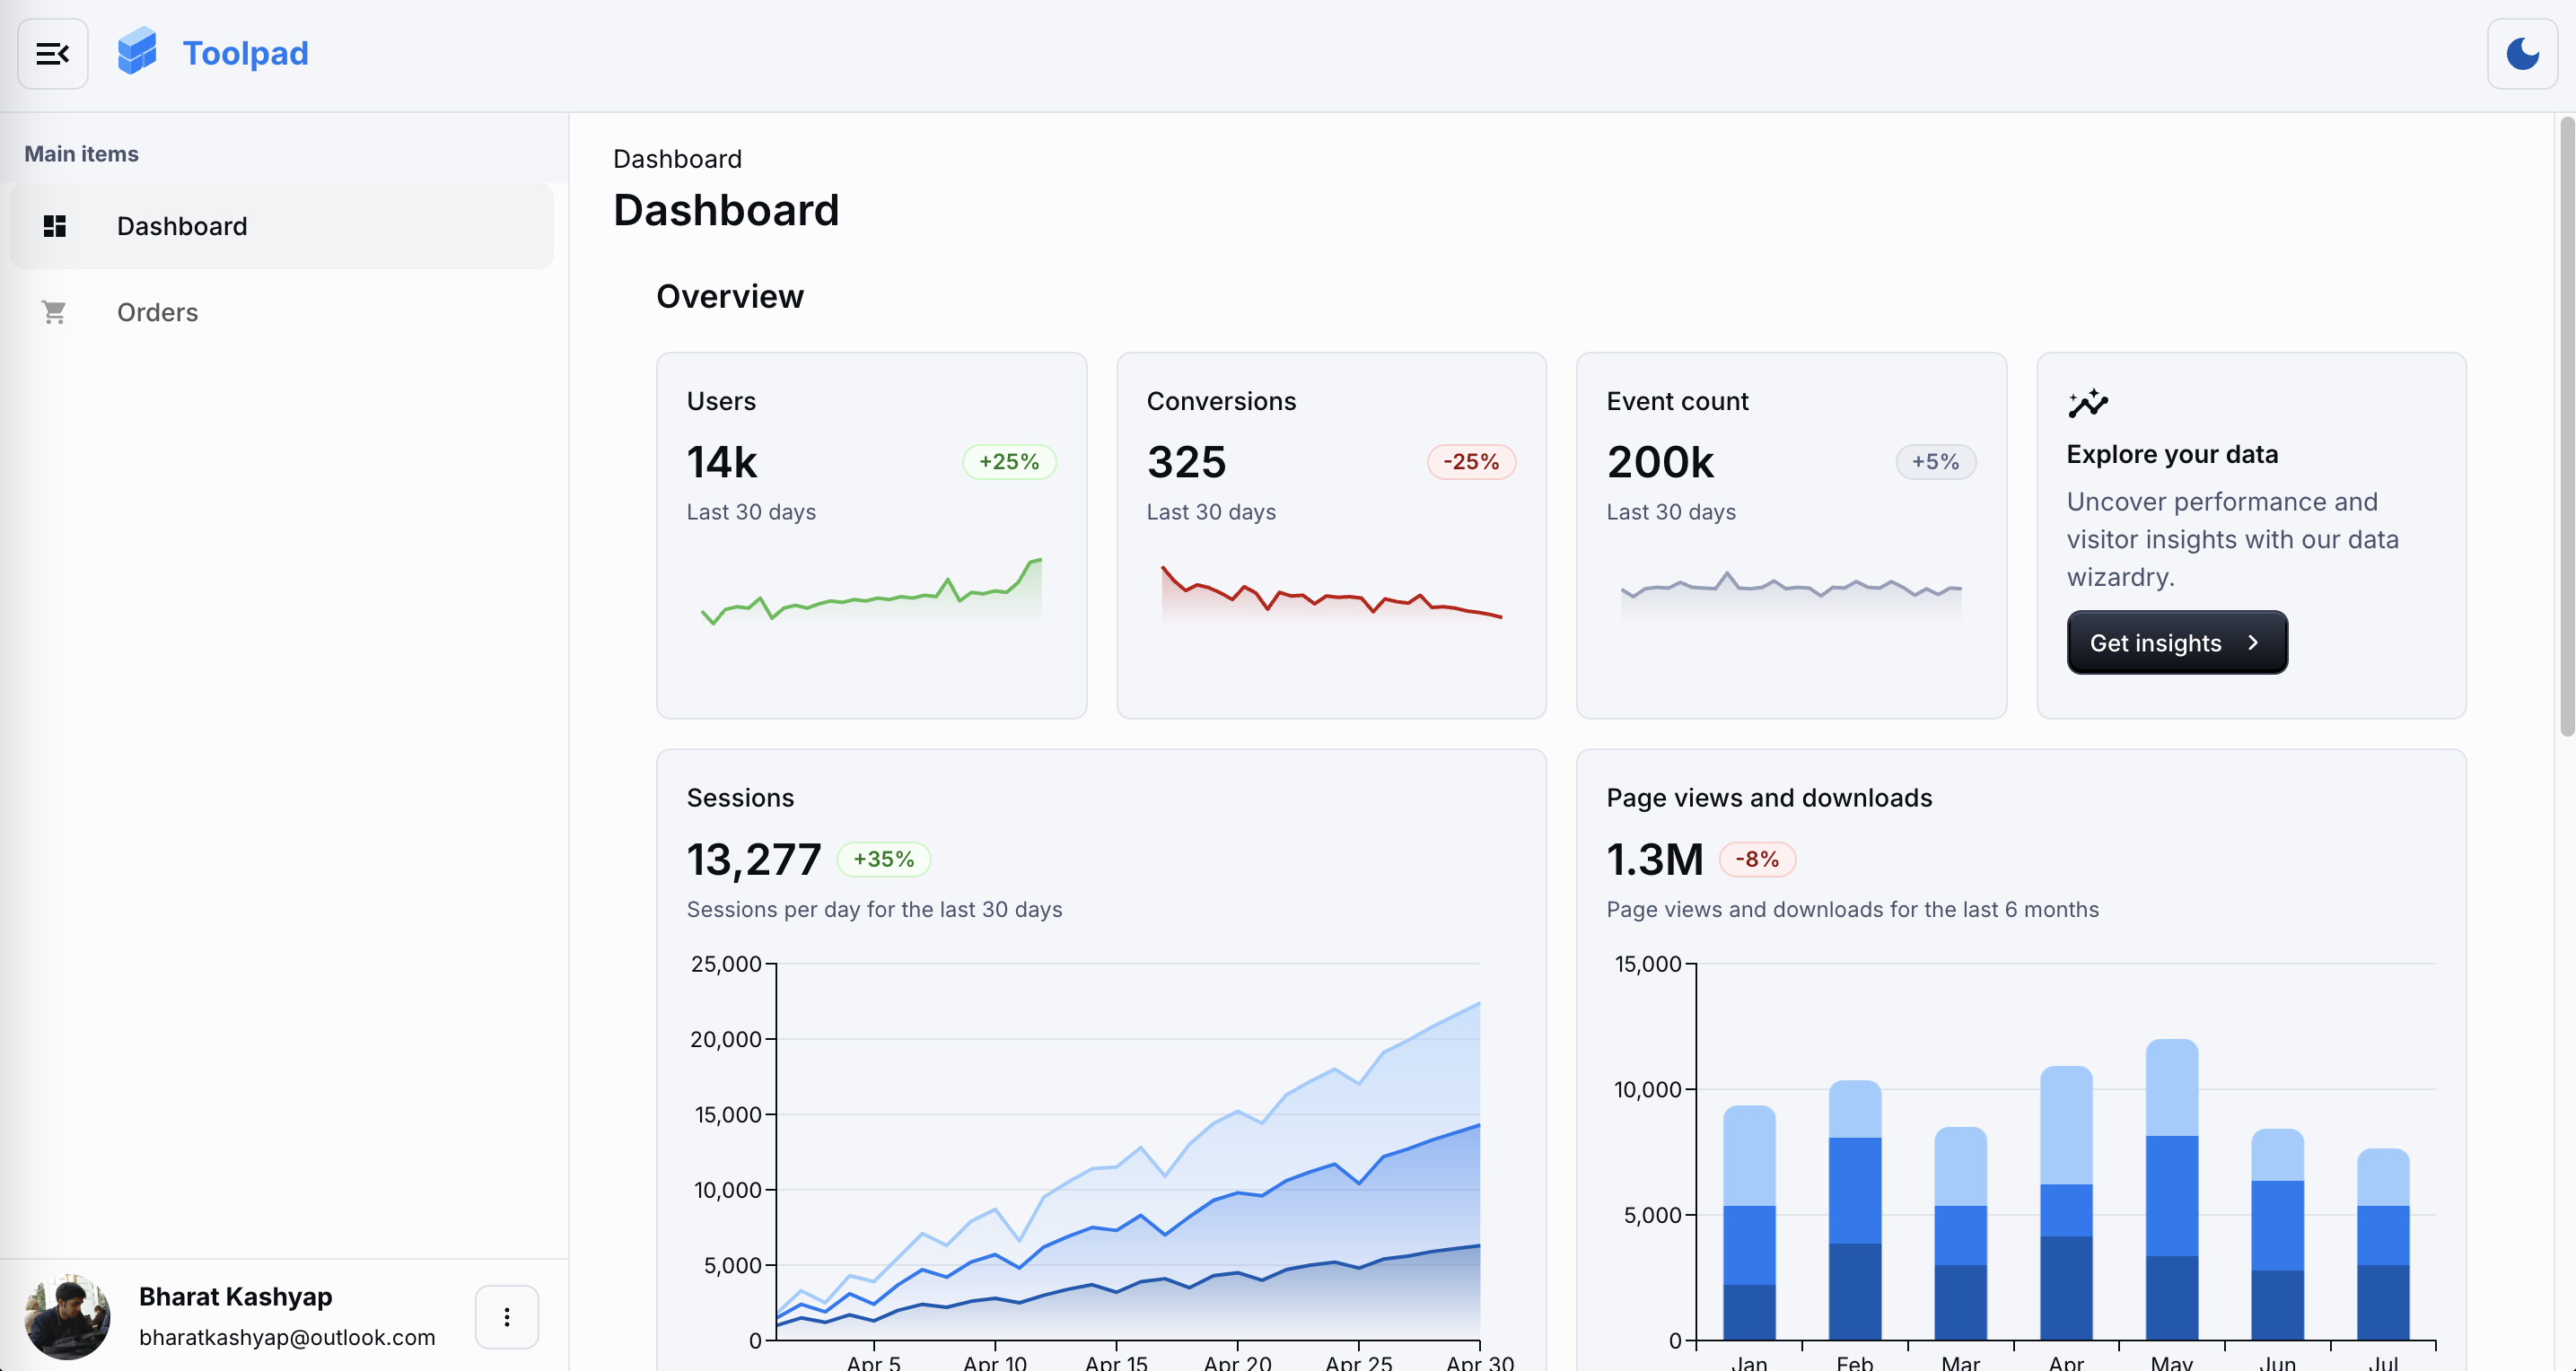 Toolpad
Main items
Dashboard
Orders
Bharat Kashyap
bharatkashyap@outlook.com
Dashboard
Dashboard
Overview
Users
14k
+25%
Last 30 days
Conversions
325
-25%
Last 30 days
Event count
200k
+5%
Last 30 days
Explore your data
Uncover performance and
visitor insights with our data
wizardry.
Get insights
Sessions
13,277 +35%
Sessions per day for the last 30 days
25,000
20,000
15,000
10,000
5,000
0
Apr 5 Apr 10 Apr 15 Apr 20 Apr 25 Apr 30
Page views and downloads
1.3M -8%
Page views and downloads for the last 6 months
15,000
10,000
5,000
0
Jan Feb Mar Apr May Jun Jul